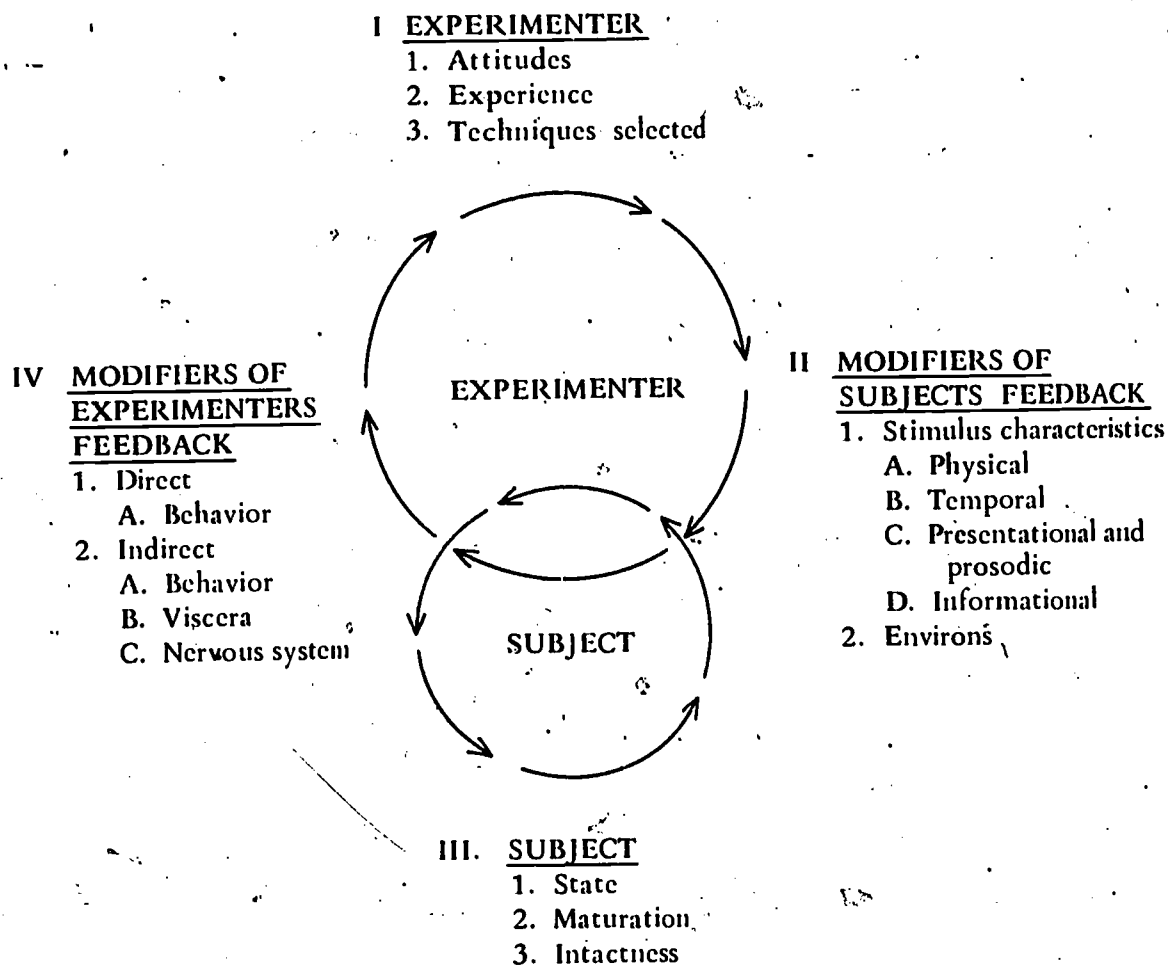 I EXPERIMENTER
1. Attitudes
2. Experience
3. Techniques selected
IV MODIFIERS OF
EXPERIMENTERS
FEEDBACK
1. Direct
A. Behavior
2. Indirect
A. Behavior
B. Viscera
C. Nervous system
EXPERIMENTER
SUBJECT
II MODIFIERS OF
SUBJECTS FEEDBACK
1. Stimulus characteristics
A. Physical
B. Temporal
C. Presentational and
prosodic
D. Informational
2. Environs
III. SUBJECT
1. State
2. Maturation
3. Intactness